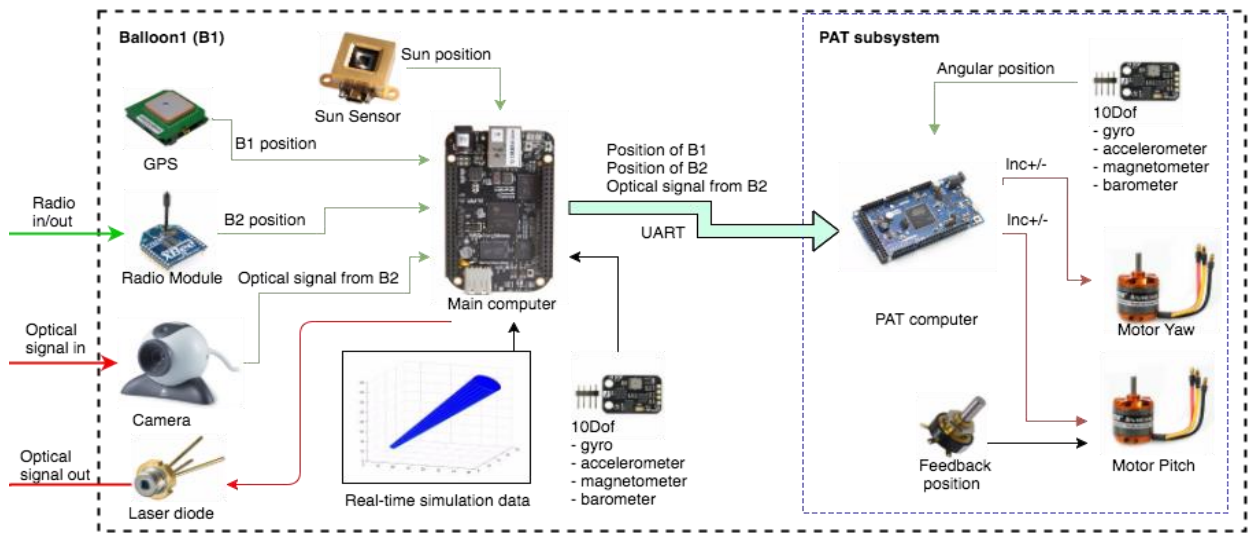 Balloon1 (B1)
Sun position
Sun Sensor
GPS
B1 position
Radio
in/out
B2 position
Radio Module
Optical signal from B2
Main computer
Optical
signal in
Camera
Optical
signal out
Laser diode
Real-time simulation data
10Dof
- gyro
- accelerometer
- magnetometer
- barometer
Position of B1
Position of B2
Optical signal from B2
UART
PAT subsystem
Angular position
10Dof
- gyro
- accelerometer
- magnetometer
- barometer
Inc+/-
Inc+/-
PAT computer
Motor Yaw
Feedback
position
Motor Pitch